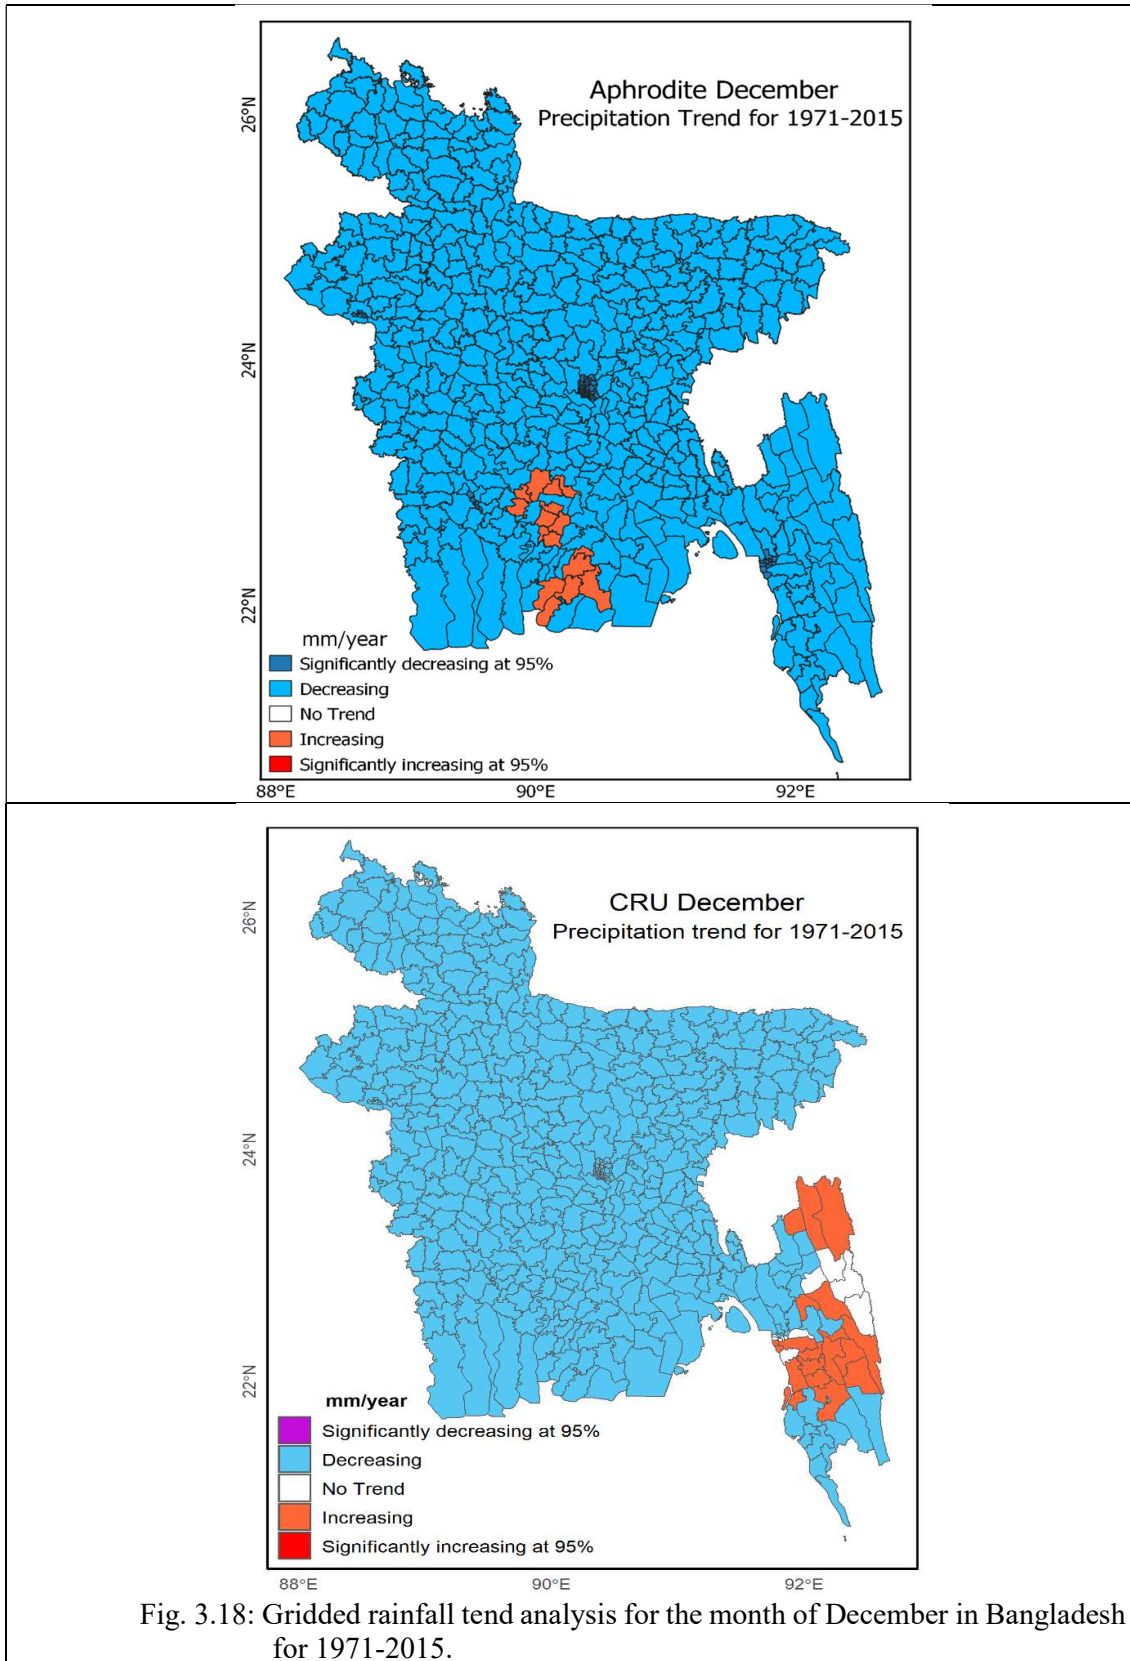 Aphrodite December
Precipitation Trend for 1971-2015
26°N
24°N
22°N
mm/year
Significantly decreasing at 95%
Decreasing
No Trend
Increasing
Significantly increasing at 95%
88°E 90°E 92°E
CRU December
Precipitation trend for 1971-2015
26°N
24°N
22°N
mm/year
Significantly decreasing at 95%
Decreasing
No Trend
Increasing
Significantly increasing at 95%
88°E 90°E 92°E
Fig. 3.18: Gridded rainfall tend analysis for the month of December in Bangladesh
for 1971-2015.